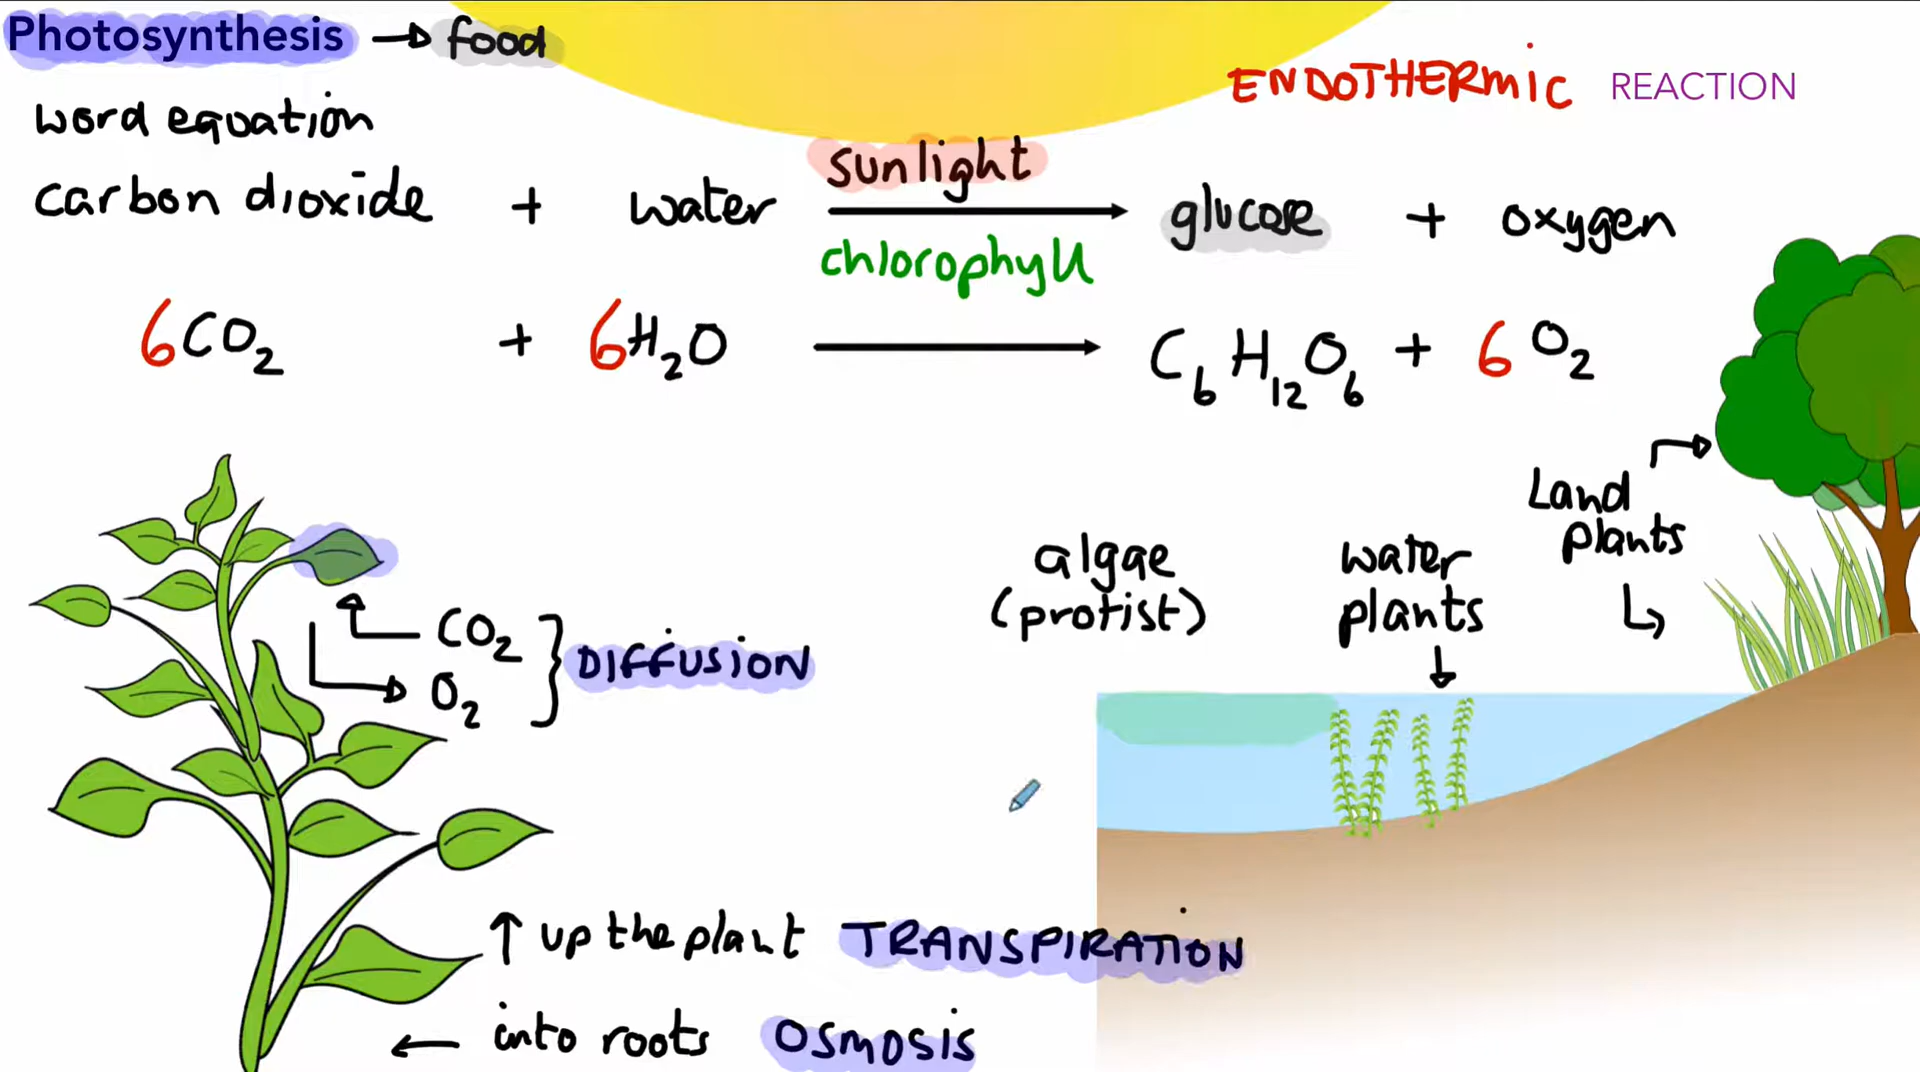 Photosynthesis → food
ENDOTHERMIC REACTION
word equation
sunlight
carbon dioxide + water → glucose + oxygen
chlorophyll
6CO₂ + 6H₂O → C₆H₁₂O₆ + 6O₂
Land
plants
algae
(protist)
water
plants
CO₂
O₂
} DIFFUSION
↑ up the plant TRANSPIRATION
← into roots OSMOSIS